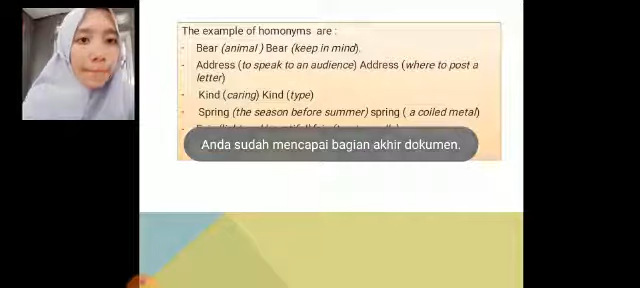 The example of homonyms are :
- Bear (animal ) Bear (keep in mind).
- Address (to speak to an audience) Address (where to post a
letter)
- Kind (caring) Kind (type)
- Spring (the season before summer) spring ( a coiled metal)
Anda sudah mencapai bagian akhir dokumen.